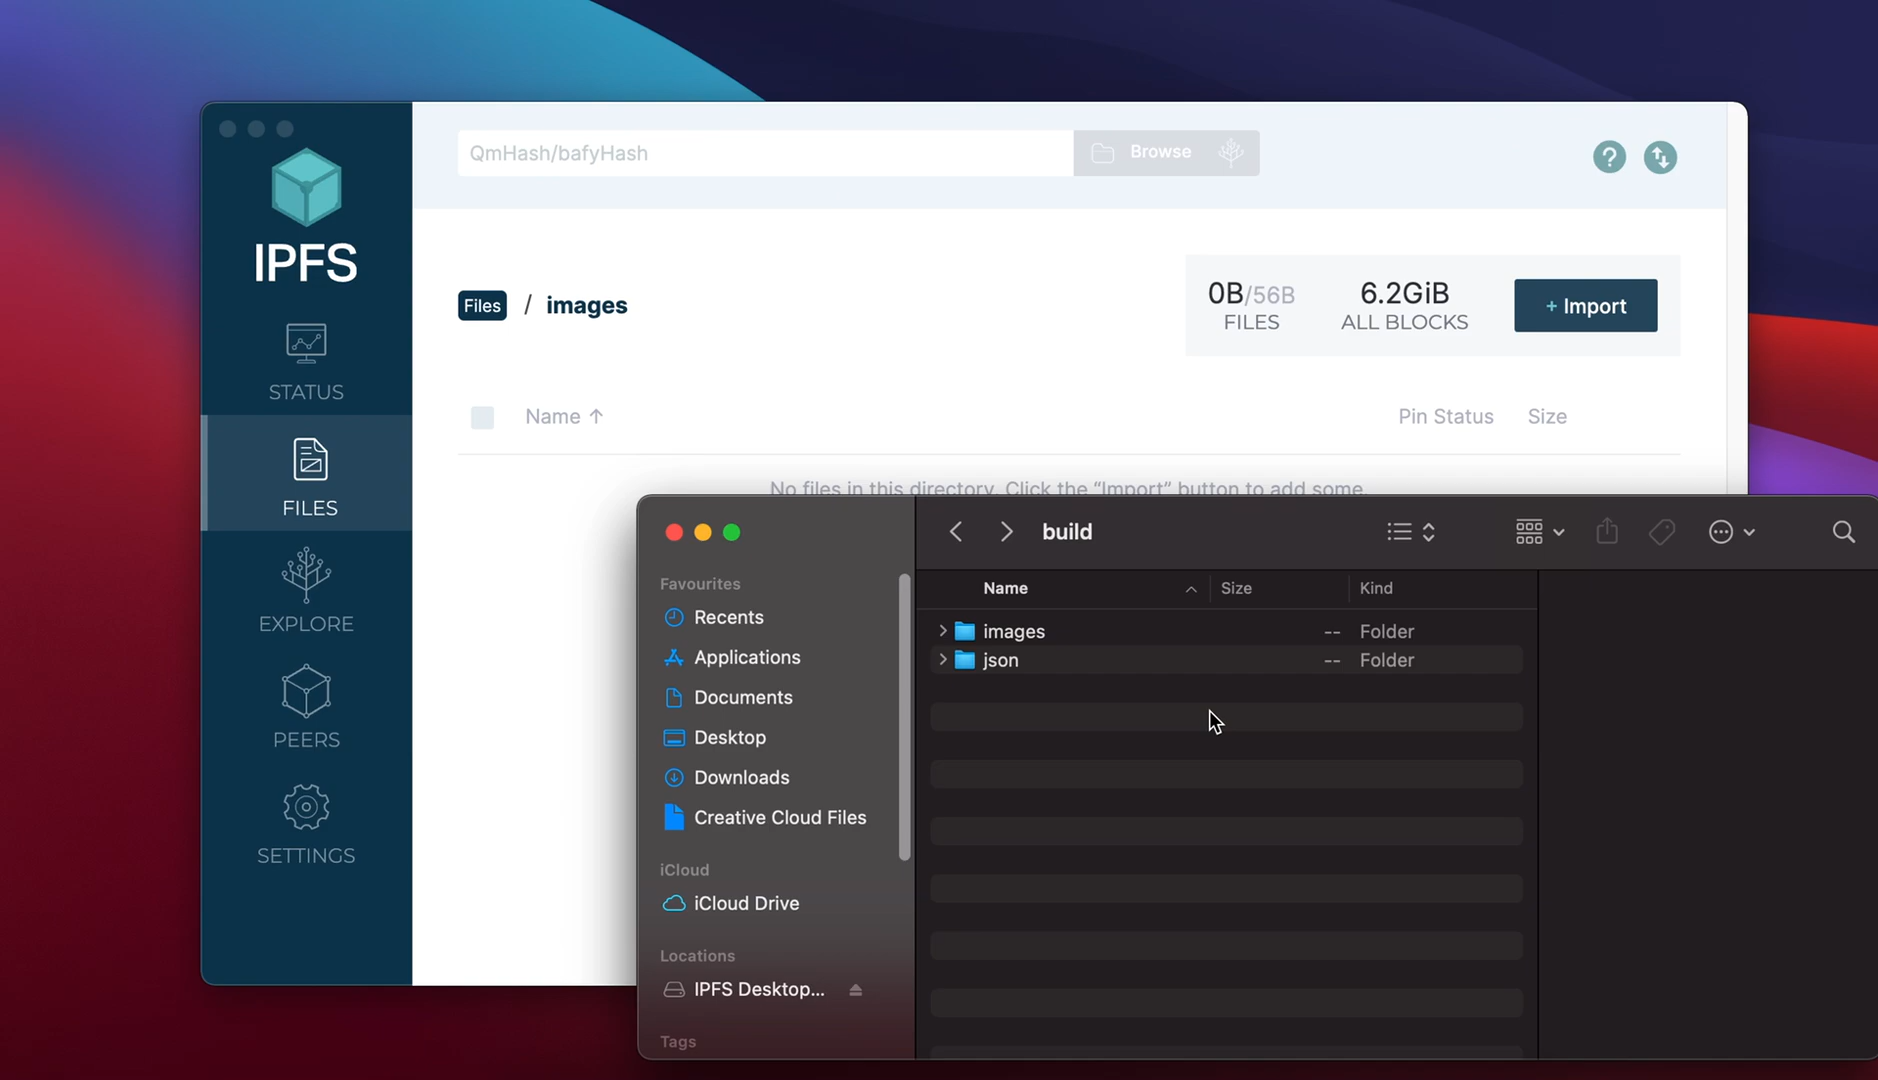 QmHash/bafyHash
Browse
?
IPFS
Files / images
0B/56B
FILES
6.2GiB
ALL BLOCKS
+ Import
STATUS
FILES
EXPLORE
PEERS
SETTINGS
Name ↑
Pin Status
Size
No files in this directory. Click the “Import” button to add some.
build
Favourites
Recents
Applications
Documents
Desktop
Downloads
Creative Cloud Files
iCloud
iCloud Drive
Locations
IPFS Desktop...
Tags
Name
Size
Kind
images -- Folder
json -- Folder